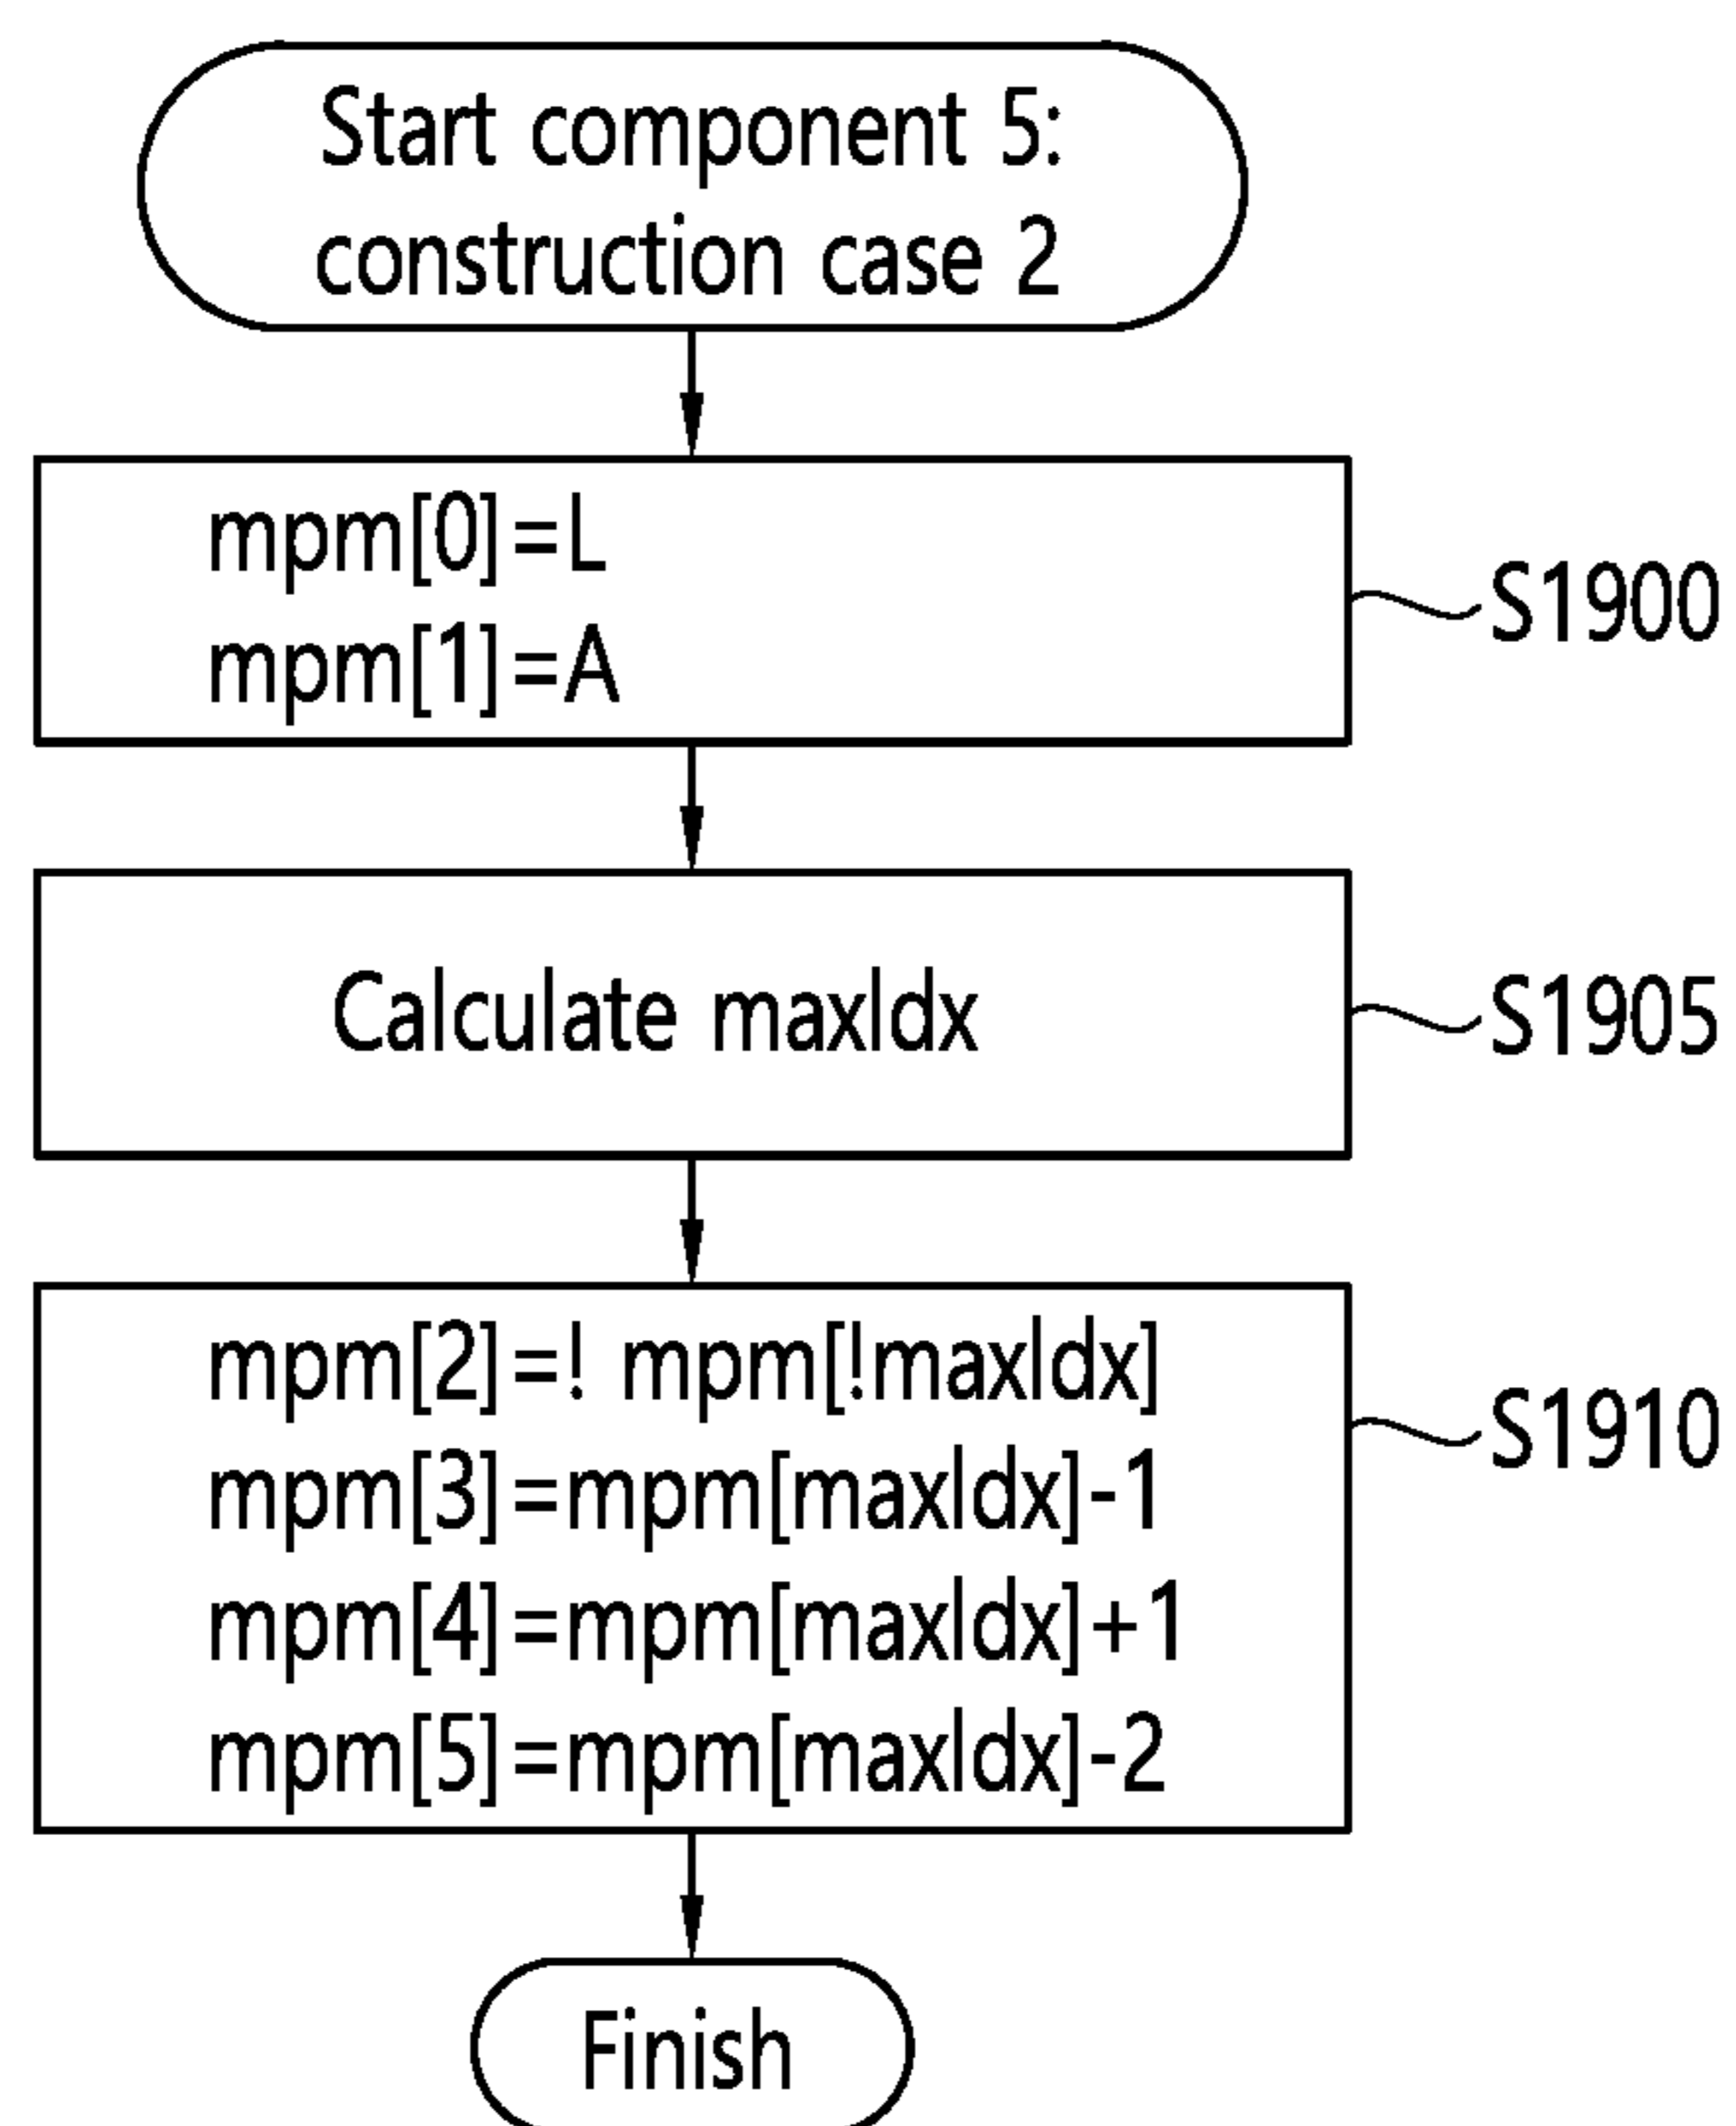 Start component 5:
construction case 2
mpm[0]=L
mpm[1]=A
S1900
Calculate maxIdx
S1905
mpm[2]=! mpm[!maxIdx]
mpm[3]=mpm[maxIdx]-1
mpm[4]=mpm[maxIdx]+1
mpm[5]=mpm[maxIdx]-2
S1910
Finish